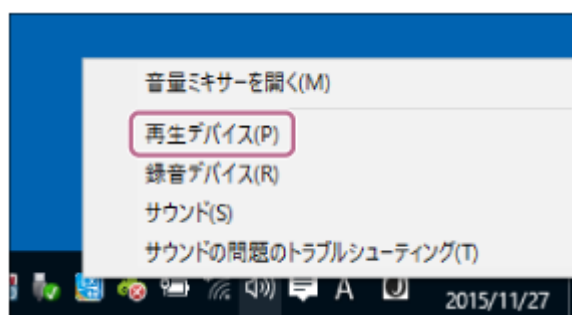 音量ミキサーを開く(M)
再生デバイス(P)
録音デバイス(R)
サウンド(S)
サウンドの問題のトラブルシューティング(T)
A
J
2015/11/27